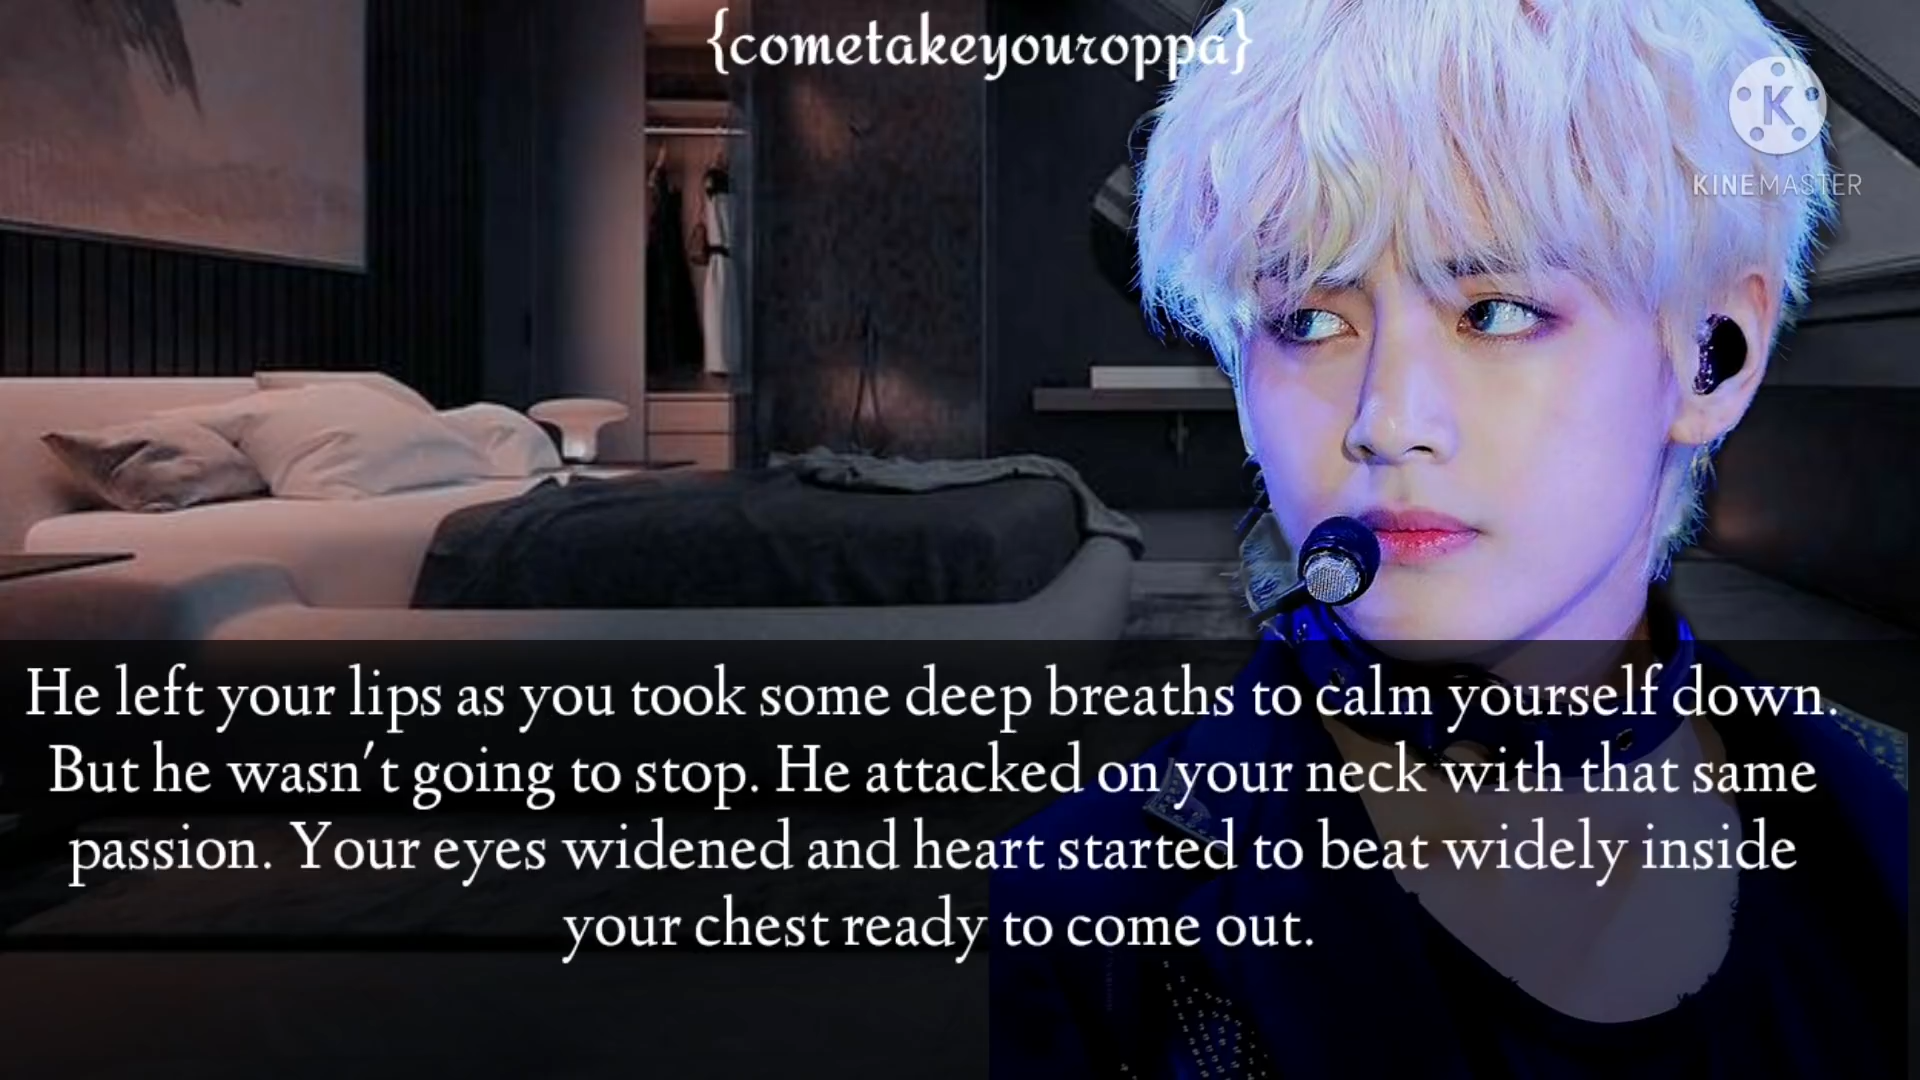 {cometakeyouroppa}
K
KINEMASTER
He left your lips as you took some deep breaths to calm yourself down.
But he wasn't going to stop. He attacked on your neck with that same
passion. Your eyes widened and heart started to beat widely inside
your chest ready to come out.